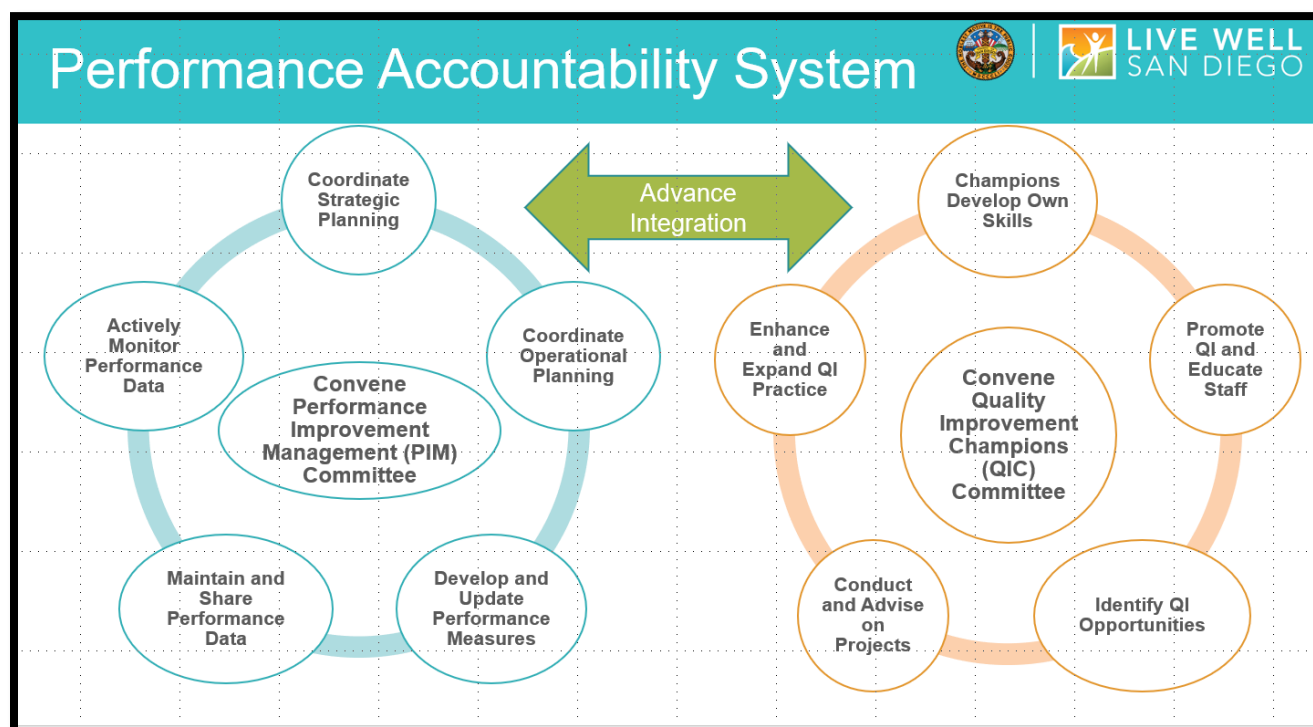 Performance Accountability System
LIVE WELL
SAN DIEGO
Coordinate
Strategic
Planning
Advance
Integration
Champions
Develop Own
Skills
Actively
Monitor
Performance
Data
Coordinate
Operational
Planning
Convene
Performance
Improvement
Management (PIM)
Committee
Maintain and
Share
Performance
Data
Develop and
Update
Performance
Measures
Enhance
and
Expand QI
Practice
Promote
QI and
Educate
Staff
Convene
Quality
Improvement
Champions
(QIC)
Committee
Conduct
and Advise
on
Projects
Identify QI
Opportunities